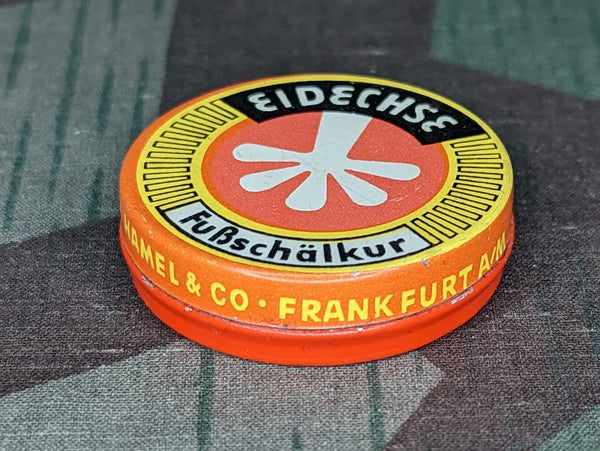 EIDECHSE
Fußschälkur
HAMEL & CO · FRANKFURT A/M